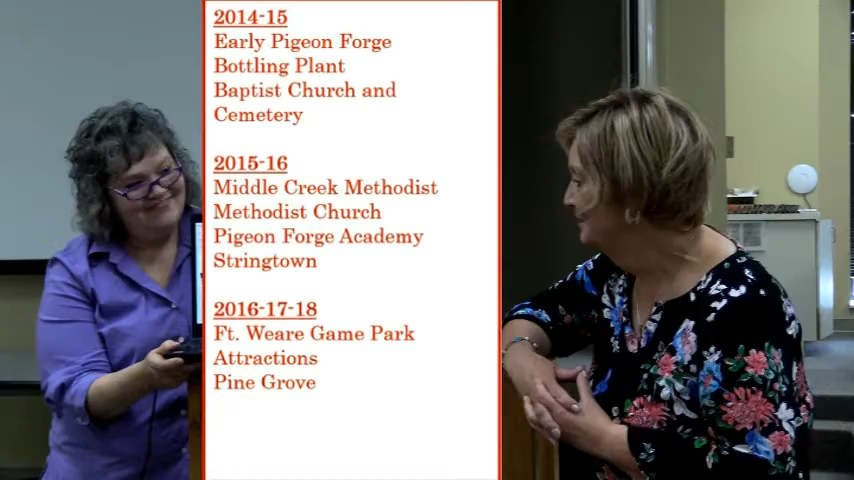 2014-15
Early Pigeon Forge
Bottling Plant
Baptist Church and
Cemetery
2015-16
Middle Creek Methodist
Methodist Church
Pigeon Forge Academy
Stringtown
2016-17-18
Ft. Weare Game Park
Attractions
Pine Grove